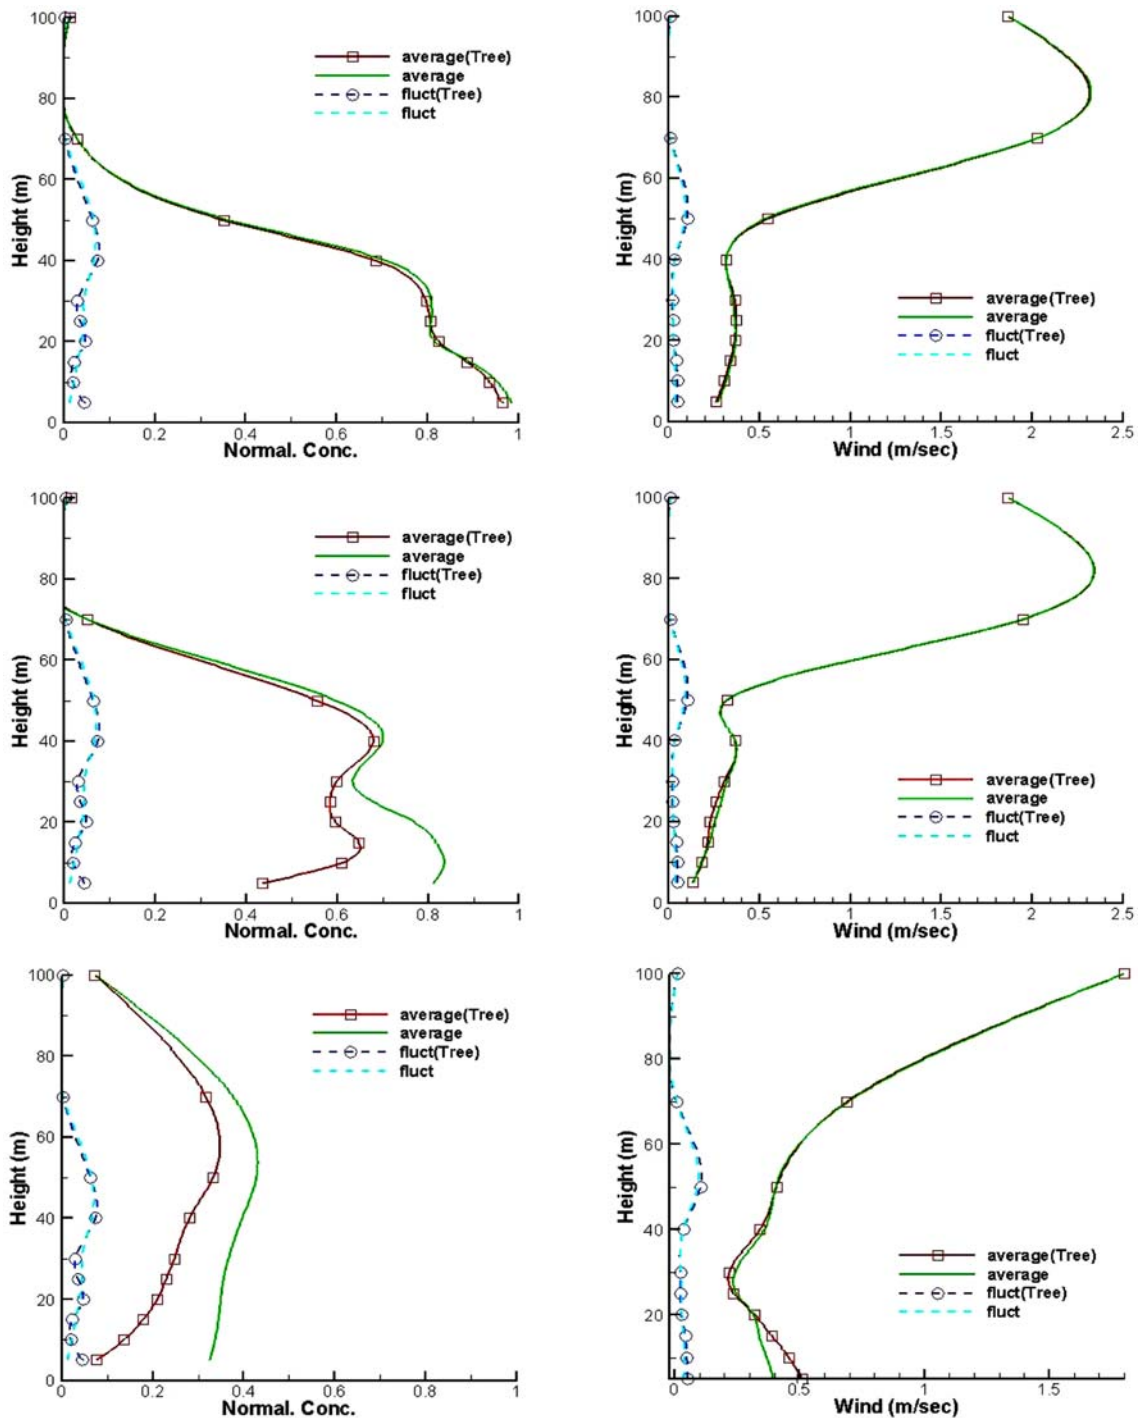 100
80
60
40
20
0
Height (m)
average(Tree)
average
fluct(Tree)
fluct
0 0.2 0.4 0.6 0.8 1
Normal. Conc.
100
80
60
40
20
0
Height (m)
average(Tree)
average
fluct(Tree)
fluct
0 0.5 1 1.5 2 2.5
Wind (m/sec)
100
80
60
40
20
0
Height (m)
average(Tree)
average
fluct(Tree)
fluct
0 0.2 0.4 0.6 0.8 1
Normal. Conc.
100
80
60
40
20
0
Height (m)
average(Tree)
average
fluct(Tree)
fluct
0 0.5 1 1.5 2 2.5
Wind (m/sec)
100
80
60
40
20
0
Height (m)
average(Tree)
average
fluct(Tree)
fluct
0 0.2 0.4 0.6 0.8 1
Normal. Conc.
100
80
60
40
20
Height (m)
average(Tree)
average
fluct(Tree)
fluct
0 0.5 1 1.5
Wind (m/sec)